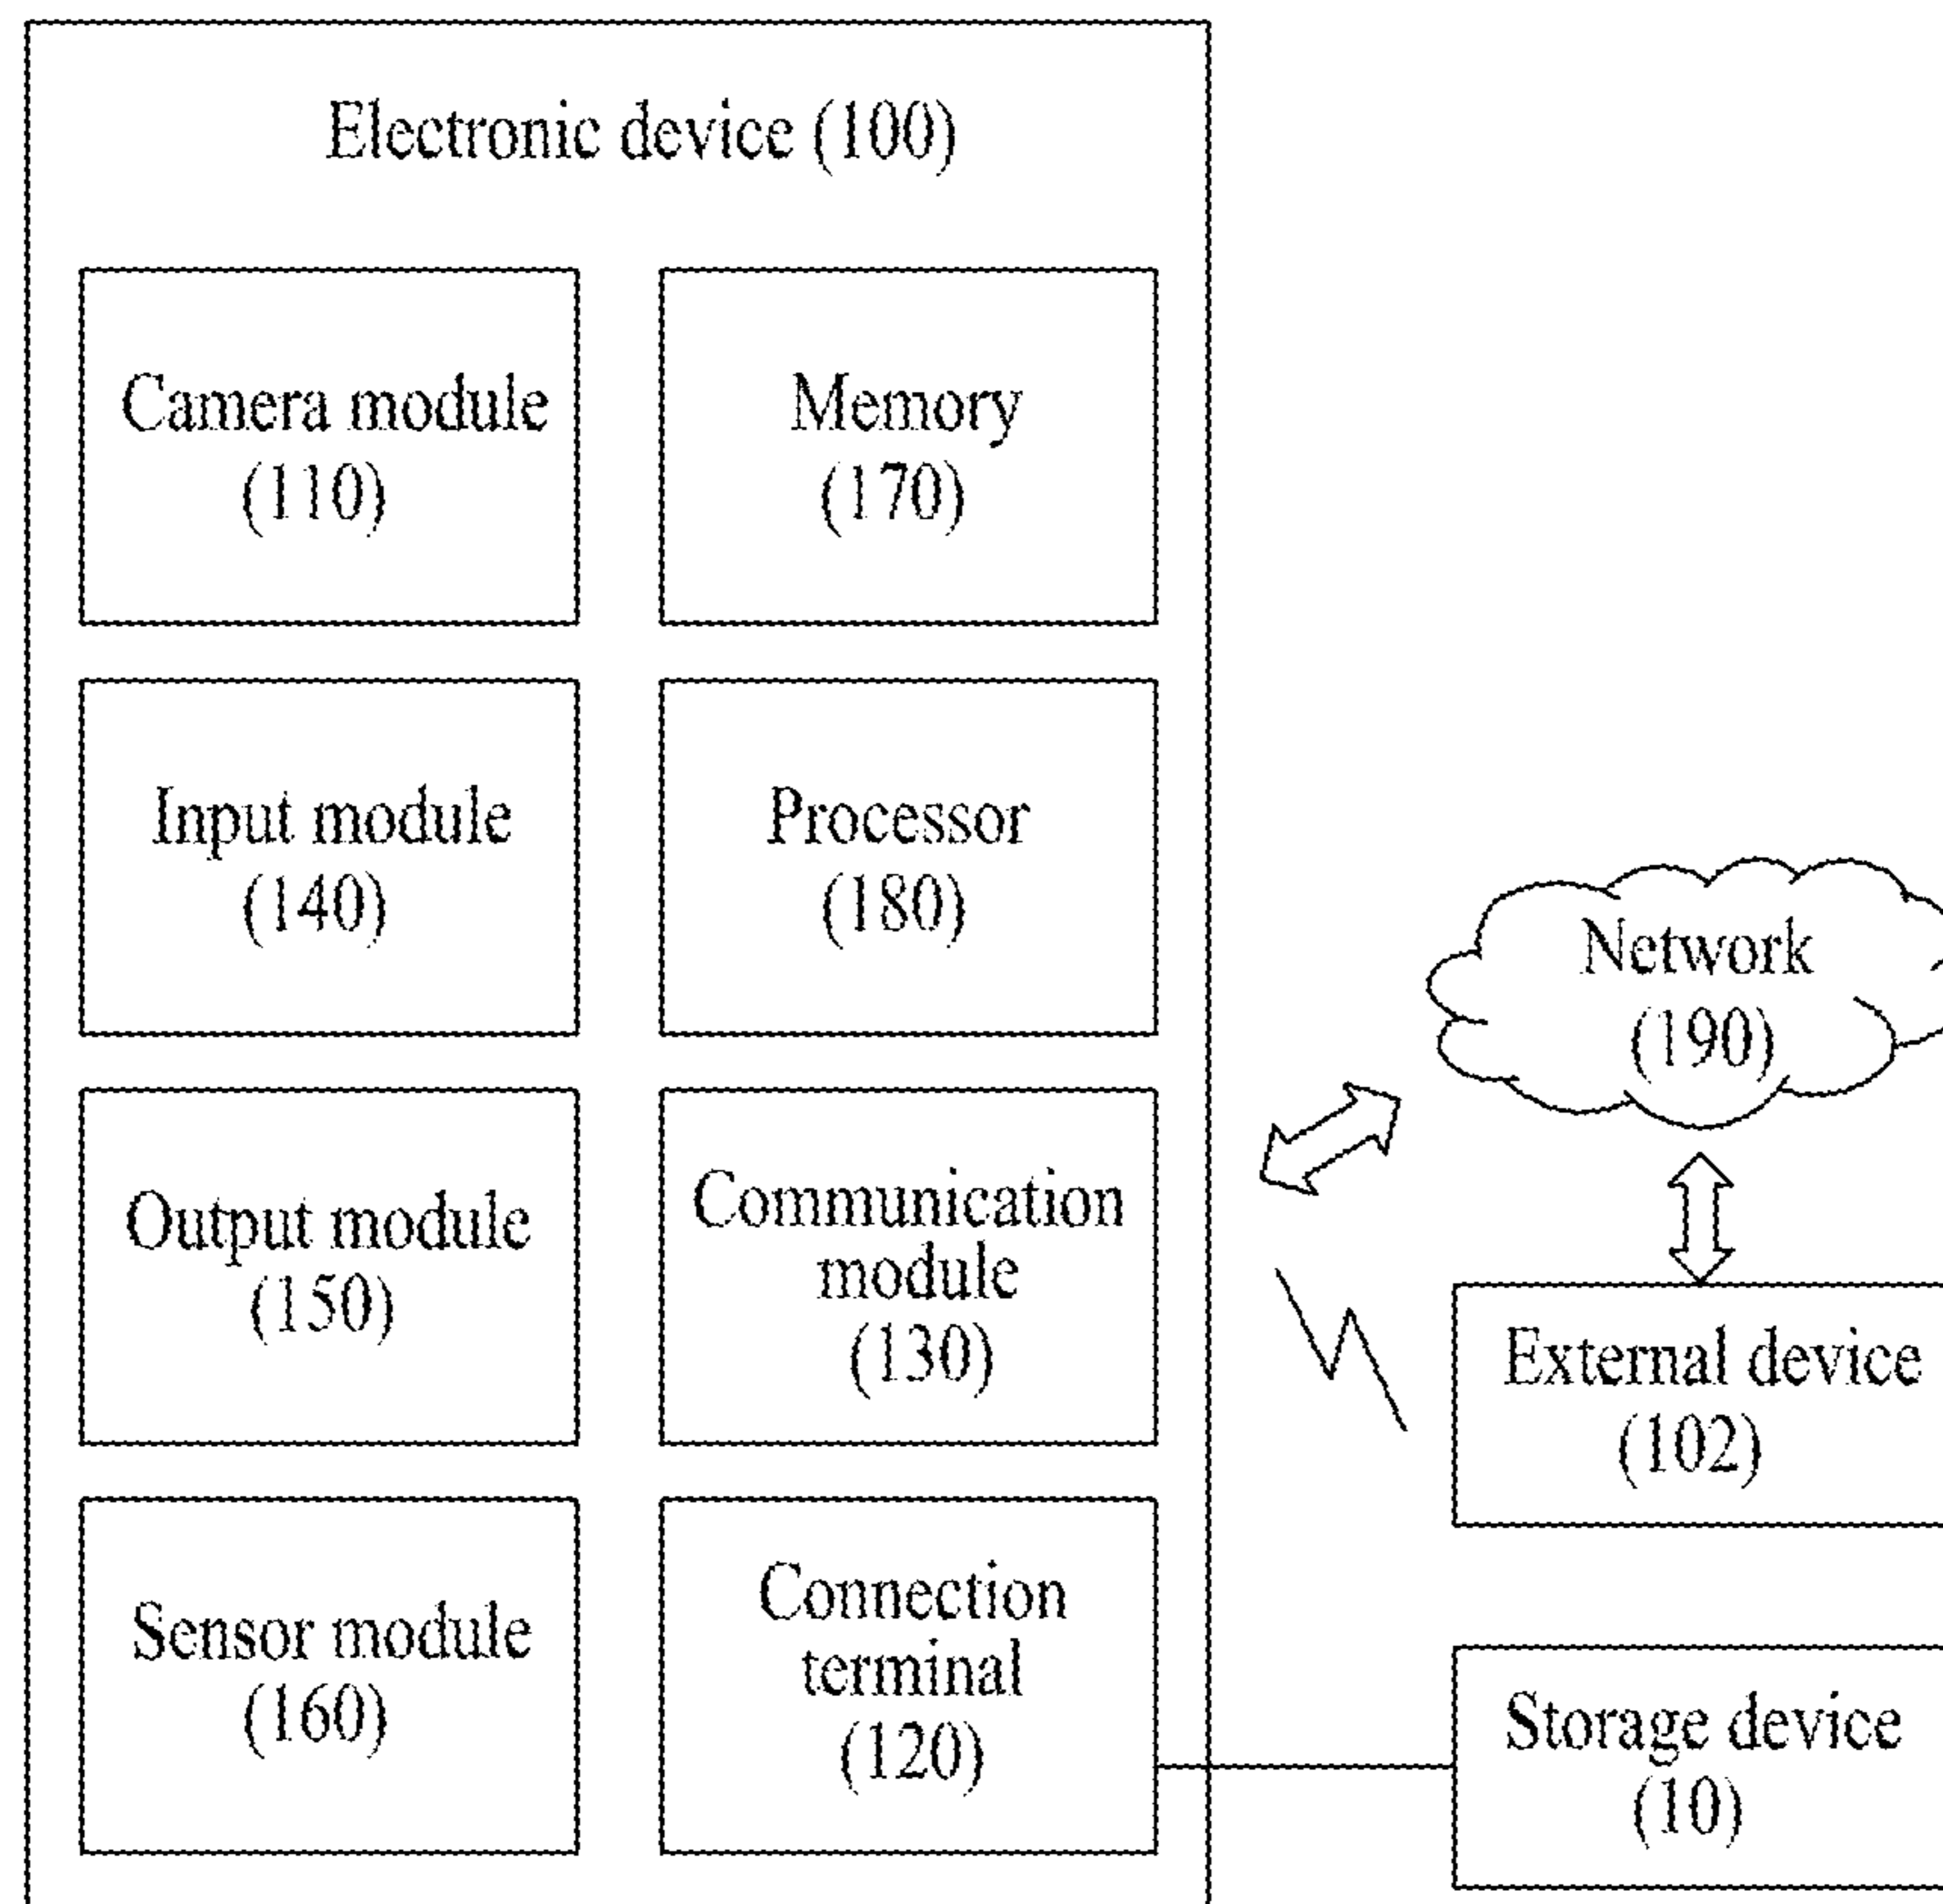 Electronic device (100)
Camera module
(110)
Memory
(170)
Input module
(140)
Processor
(180)
Output module
(150)
Communication
module
(130)
Sensor module
(160)
Connection
terminal
(120)
Network
(190)
External device
(102)
Storage device
(10)